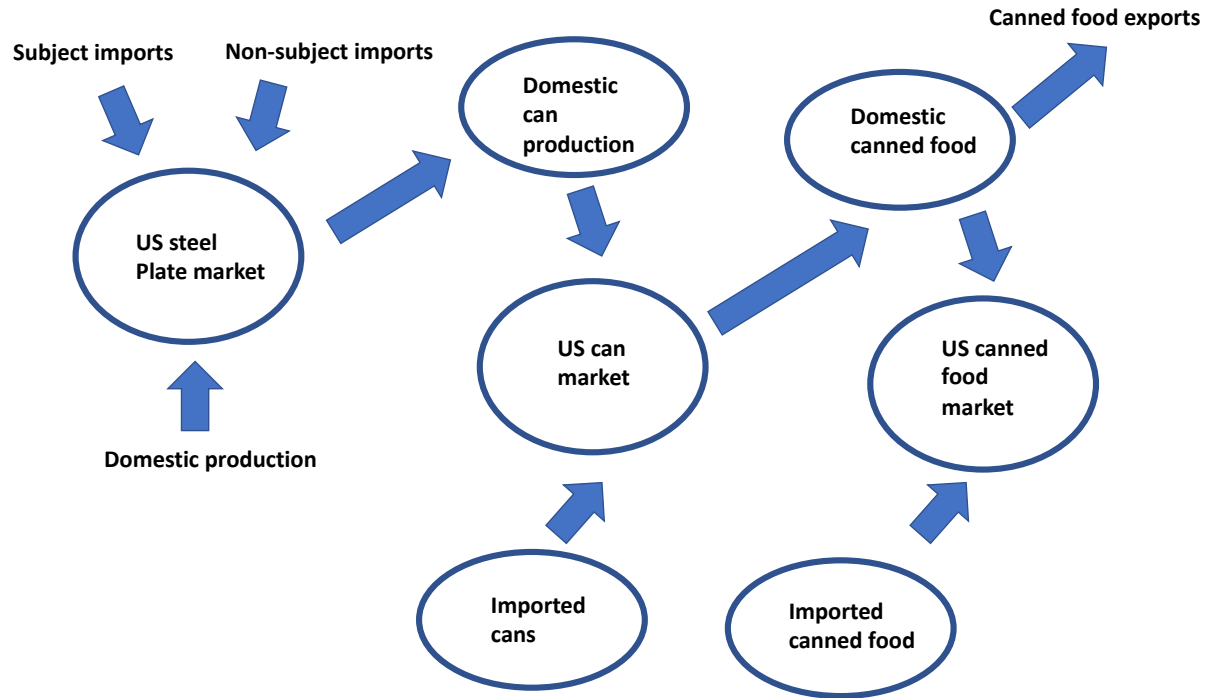 Canned food exports
Subject imports
Non-subject imports
Domestic
can
production
Domestic
canned food
US steel
Plate market
US can
market
US canned
food
market
Domestic production
Imported
cans
Imported
canned food